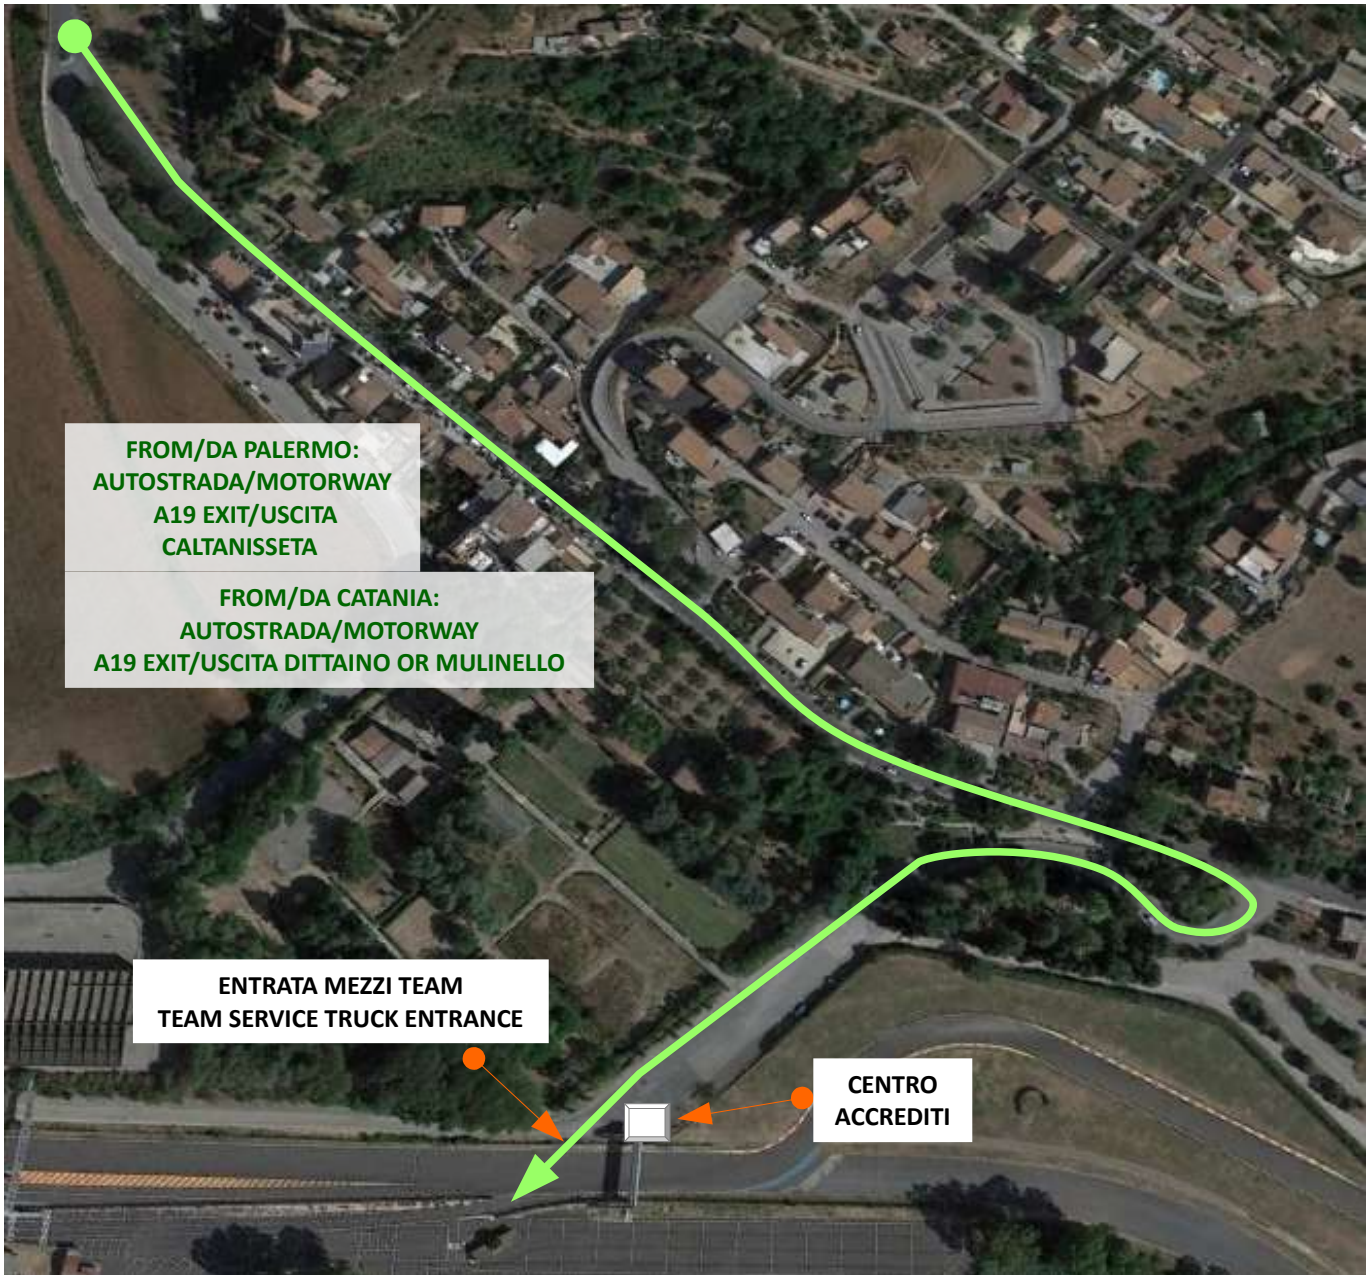 FROM/DA PALERMO:
AUTOSTRADA/MOTORWAY
A19 EXIT/USCITA
CALTANISSETA
FROM/DA CATANIA:
AUTOSTRADA/MOTORWAY
A19 EXIT/USCITA DITTAINO OR MULINELLO
ENTRATA MEZZI TEAM
TEAM SERVICE TRUCK ENTRANCE
CENTRO
ACCREDITI